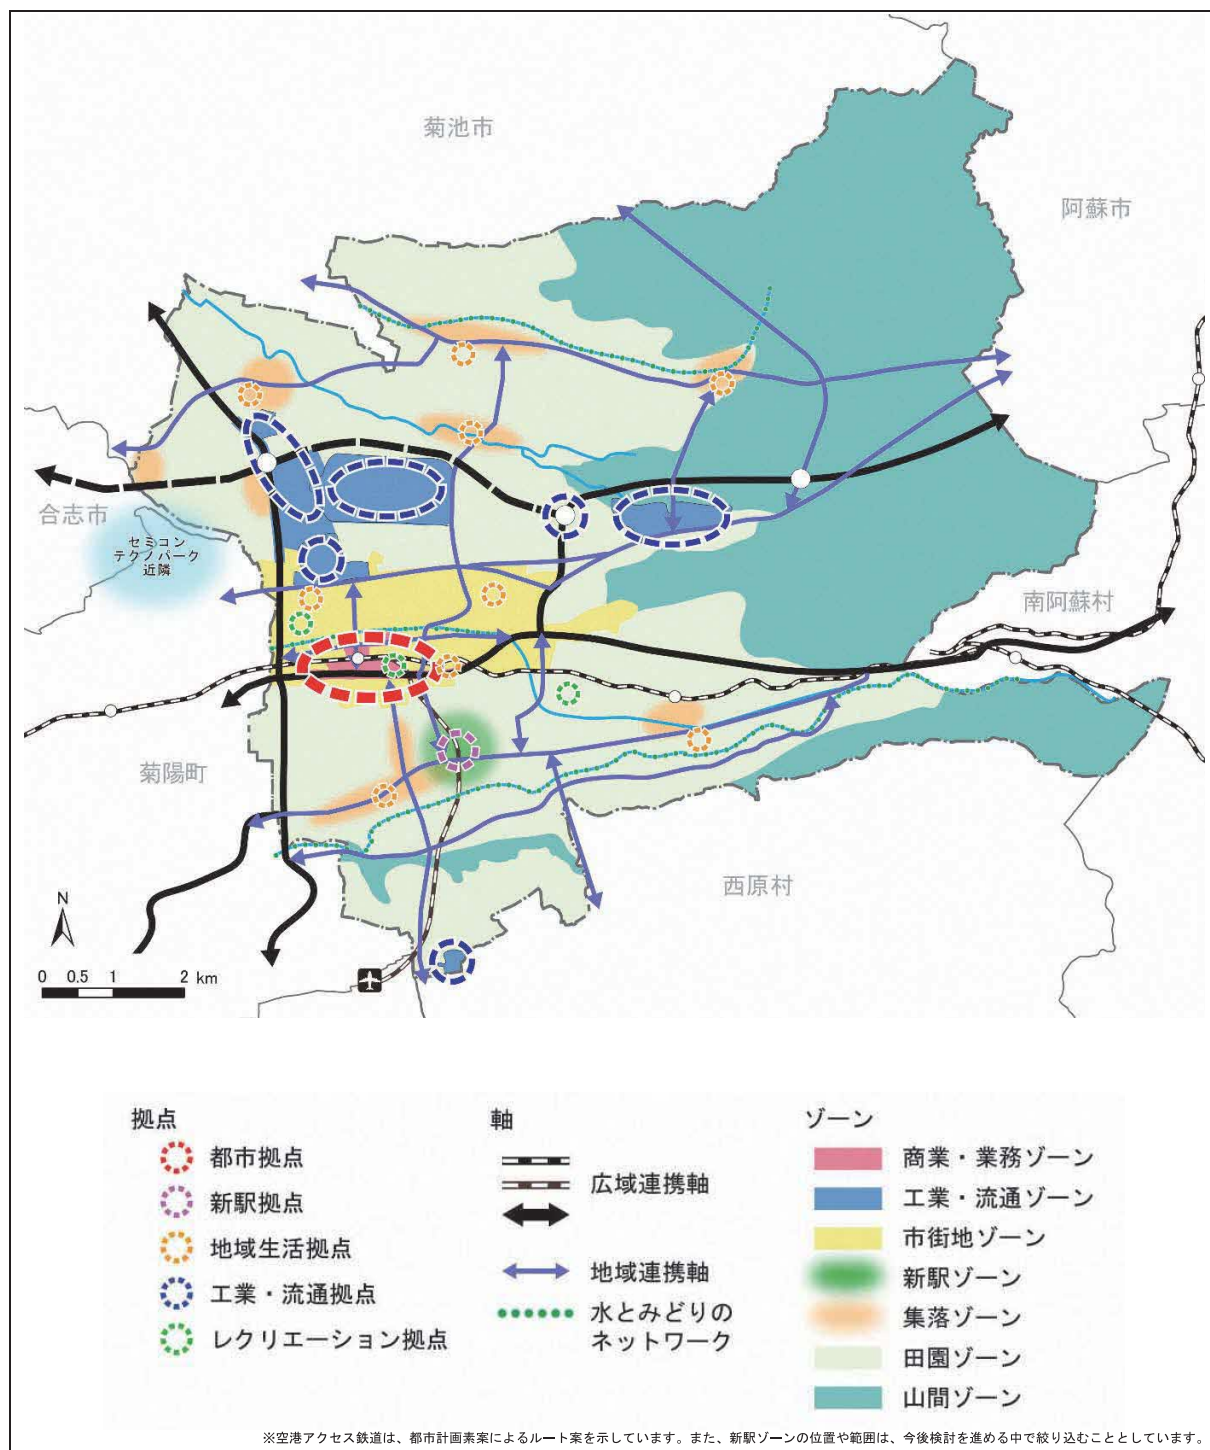 菊池市
阿蘇市
合志市
セミコン
テクノパーク
近隣
南阿蘇村
菊陽町
西原村
N
0 0.5 1 2 km
拠点
都市拠点
新駅拠点
地域生活拠点
工業・流通拠点
レクリエーション拠点
軸
広域連携軸
地域連携軸
水とみどりの
ネットワーク
ゾーン
商業・業務ゾーン
工業・流通ゾーン
市街地ゾーン
新駅ゾーン
集落ゾーン
田園ゾーン
山間ゾーン
※空港アクセス鉄道は、都市計画素案によるルート案を示しています。また、新駅ゾーンの位置や範囲は、今後検討を進める中で絞り込むこととしています。